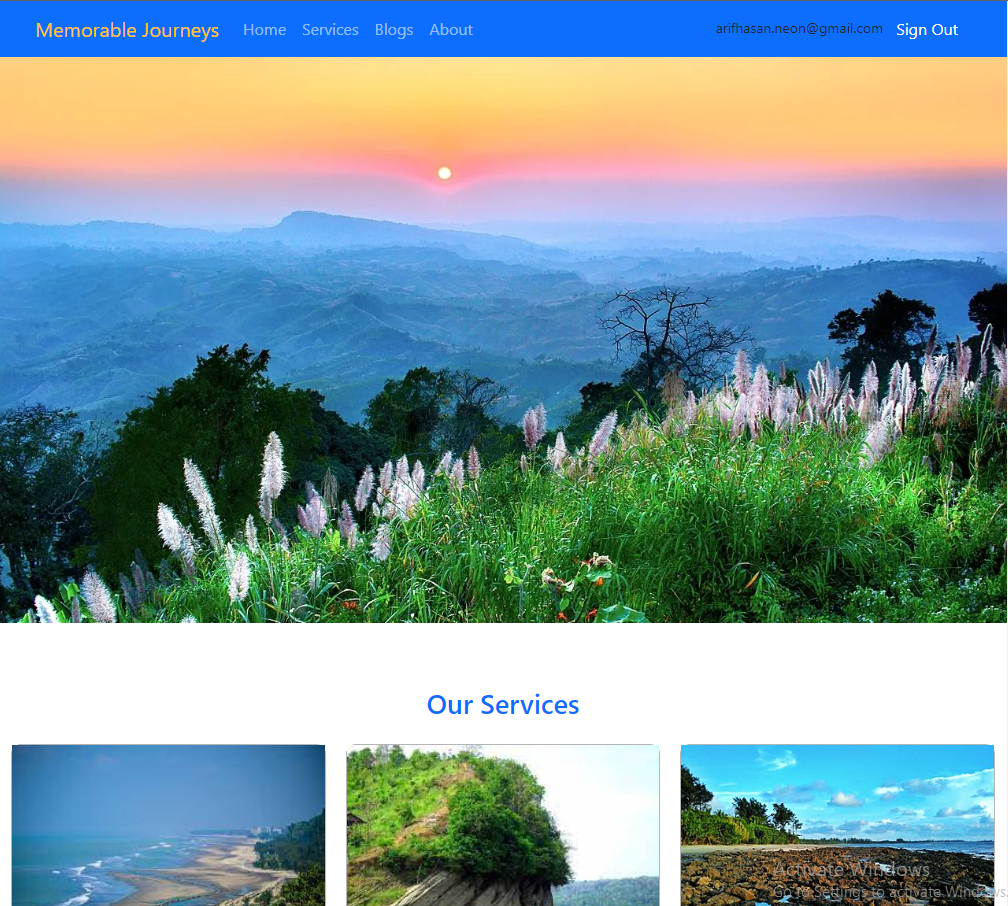 Memorable Journeys Home Services Blogs About arifhasan.neon@gmail.com Sign Out
Our Services
Activate Windows
Go to Settings to activate Windows.